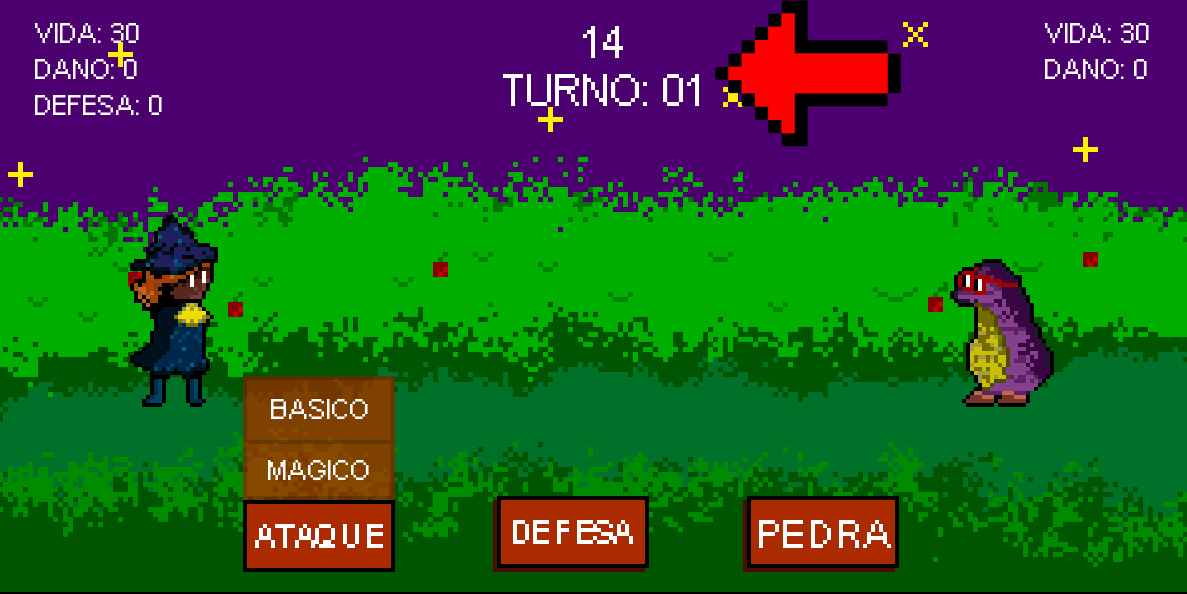 VIDA: 30
DANO: 0
DEFESA: 0
14
TURNO: 01
VIDA: 30
DANO: 0
BASICO
MAGICO
ATAQUE
DEFESA
PEDRA